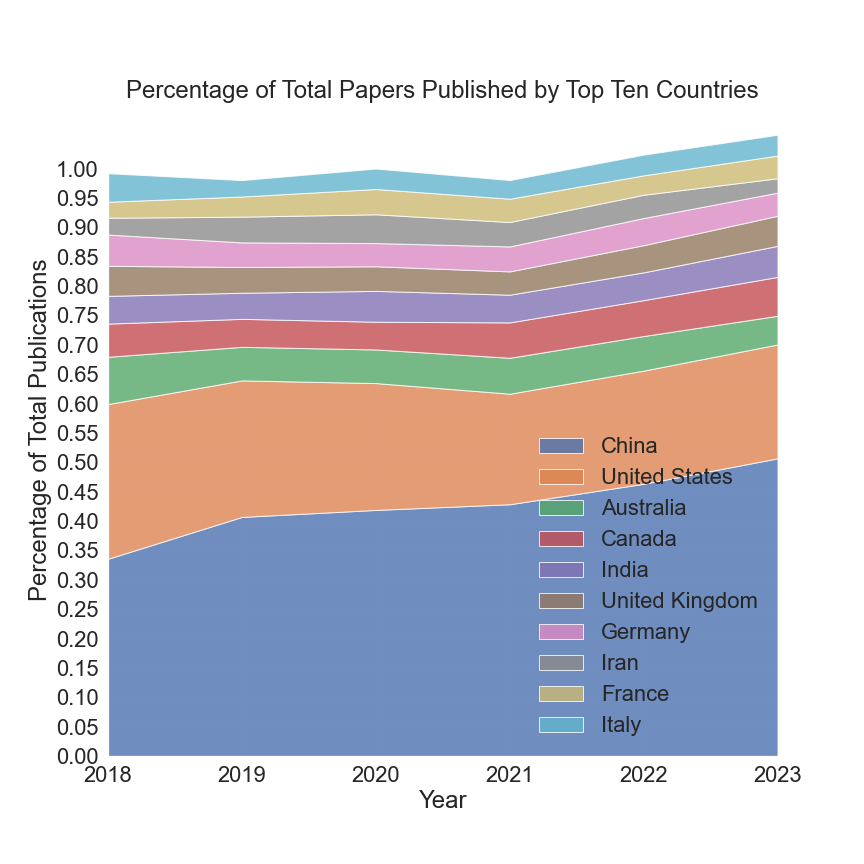 Percentage of Total Papers Published by Top Ten Countries
Percentage of Total Publications
1.00
0.95
0.90
0.85
0.80
0.75
0.70
0.65
0.60
0.55
0.50
0.45
0.40
0.35
0.30
0.25
0.20
0.15
0.10
0.05
0.00
China
United States
Australia
Canada
India
United Kingdom
Germany
Iran
France
Italy
2018 2019 2020 2021 2022 2023
Year